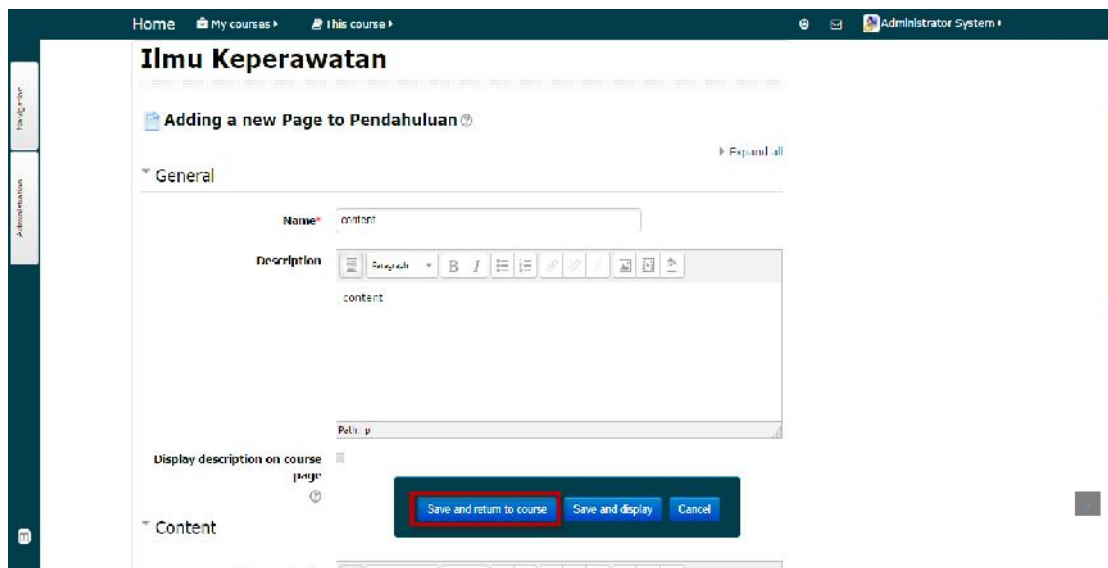 Home My courses This course Administrator System
Ilmu Keperawatan
Navigation
Adding a new Page to Pendahuluan
Expand all
Administration
General
Name* content
Description
Paragraph B I
content
Path: p
Display description on course page
Save and return to course Save and display Cancel
Content